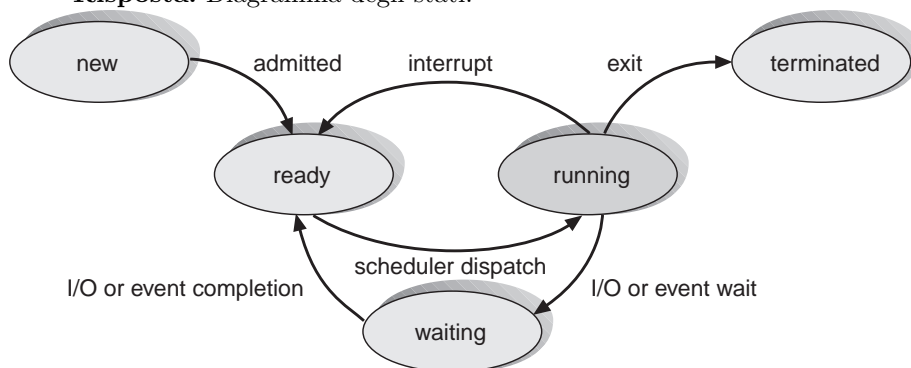 Risposta: Diagramma degli stati.
new
admitted
interrupt
exit
terminated
ready
running
scheduler dispatch
I/O or event completion
I/O or event wait
waiting